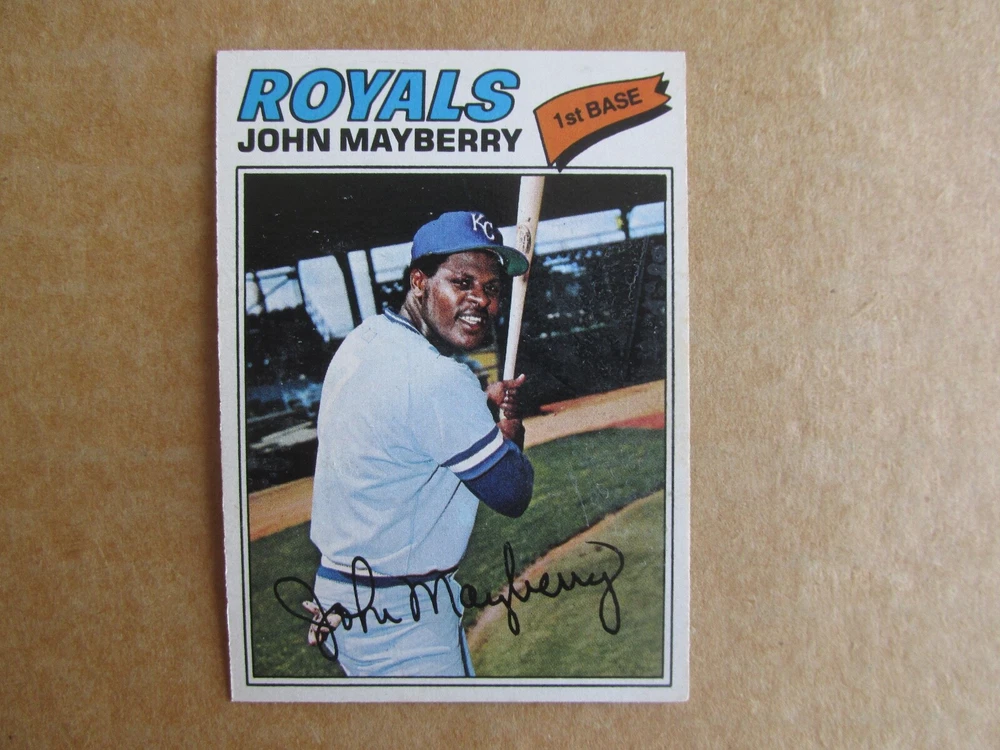 ROYALS
JOHN MAYBERRY
1st BASE
KC
John Mayberry